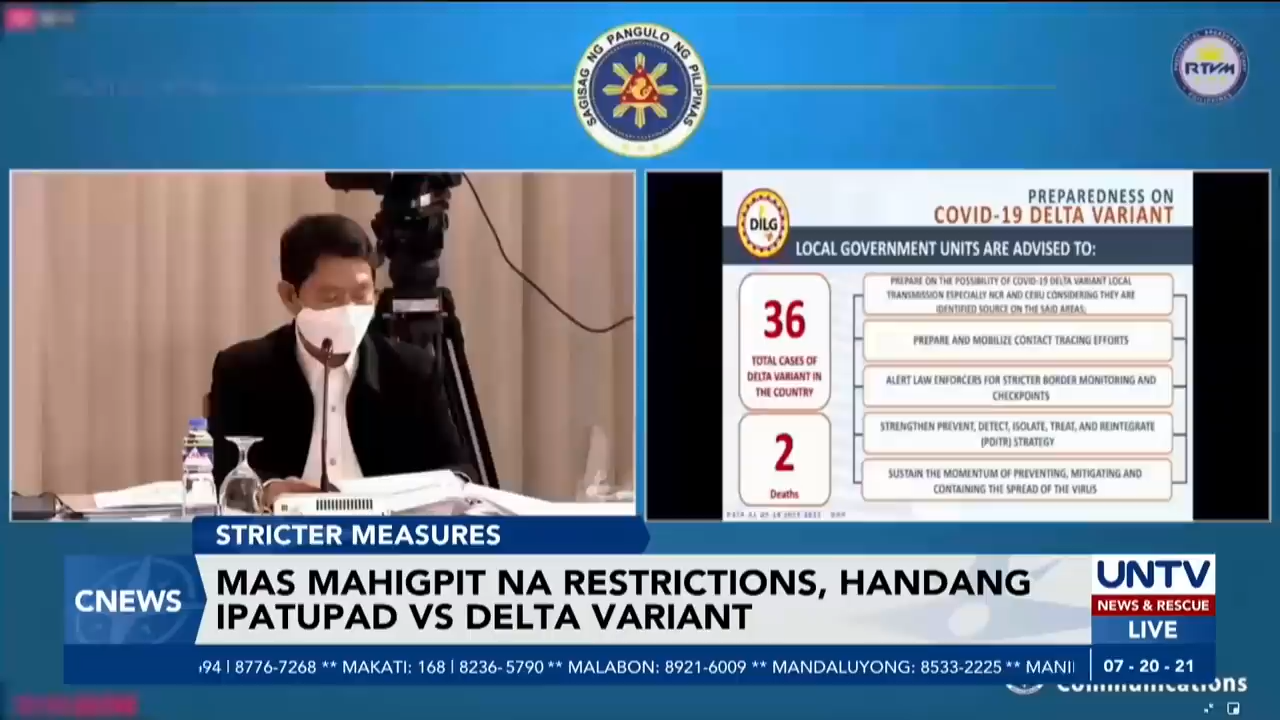 SAGISAG NG PANGULO NG PILIPINAS
RTVM
DILG
PREPAREDNESS ON
COVID-19 DELTA VARIANT
LOCAL GOVERNMENT UNITS ARE ADVISED TO:
36
TOTAL CASES OF
DELTA VARIANT IN
THE COUNTRY
2
Deaths
PREPARE ON THE POSSIBILITY OF COVID-19 DELTA VARIANT LOCAL
TRANSMISSION ESPECIALLY NCR AND CEBU CONSIDERING THEY ARE
IDENTIFIED SOURCE ON THE SAID AREAS;
PREPARE AND MOBILIZE CONTACT TRACING EFFORTS
ALERT LAW ENFORCERS FOR STRICTER BORDER MONITORING AND
CHECKPOINTS
STRENGTHEN PREVENT, DETECT, ISOLATE, TREAT, AND REINTEGRATE
(PDITR) STRATEGY
SUSTAIN THE MOMENTUM OF PREVENTING, MITIGATING AND
CONTAINING THE SPREAD OF THE VIRUS
STRICTER MEASURES
CNEWS
MAS MAHIGPIT NA RESTRICTIONS, HANDANG
IPATUPAD VS DELTA VARIANT
UNTV
NEWS & RESCUE
LIVE
94 | 8776-7268 ** MAKATI: 168 | 8236- 5790 ** MALABON: 8921-6009 ** MANDALUYONG: 8533-2225 ** MANI
07 - 20 - 21
Communications